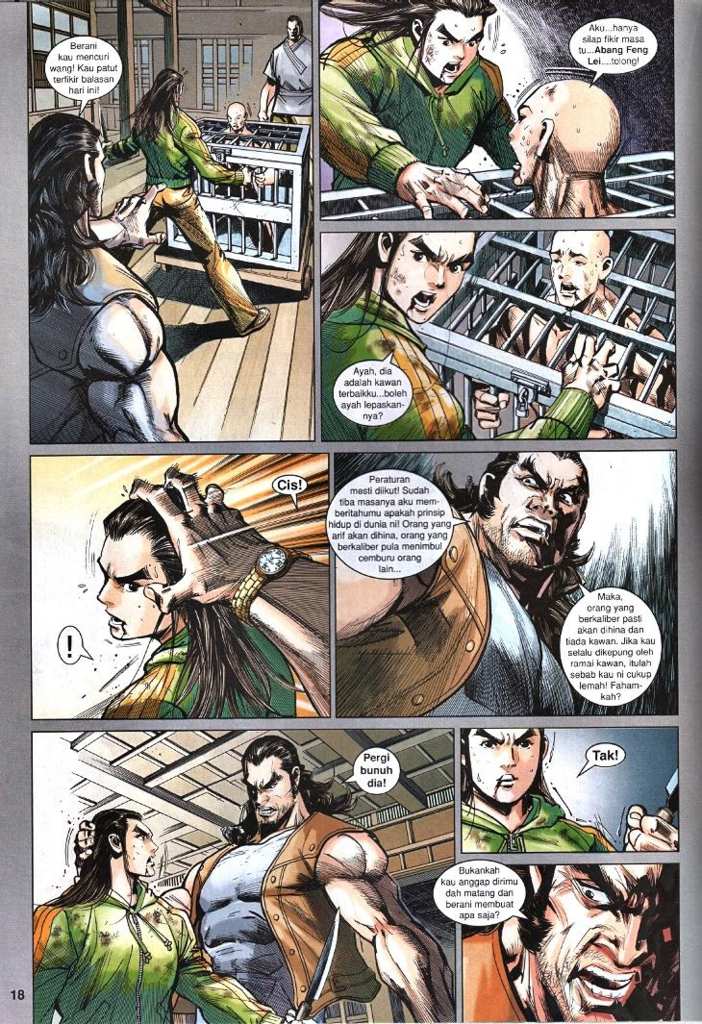 Berani
kau mencuri
wang! Kau patut
terfikir balasan
hari ini!
Aku...hanya
silap fikir masa
tu...Abang Feng
Lei....tolong!
Ayah, dia
adalah kawan
terbaikku...boleh
ayah lepaskan-
nya?
Cis!
!
Peraturan
mesti diikut! Sudah
tiba masanya aku mem-
beritahumu apakah prinsip
hidup di dunia ni! Orang yang
arif akan dihina, orang yang
berkaliber pula menimbul
cemburu orang
lain...
Maka,
orang yang
berkaliber pasti
akan dihina dan
tiada kawan. Jika kau
selalu dikepung oleh
ramai kawan, itulah
sebab kau ni cukup
lemah! Faham-
kah?
Pergi
bunuh
dia!
Tak!
Bukankah
kau anggap dirimu
dah matang dan
berani membuat
apa saja?
18